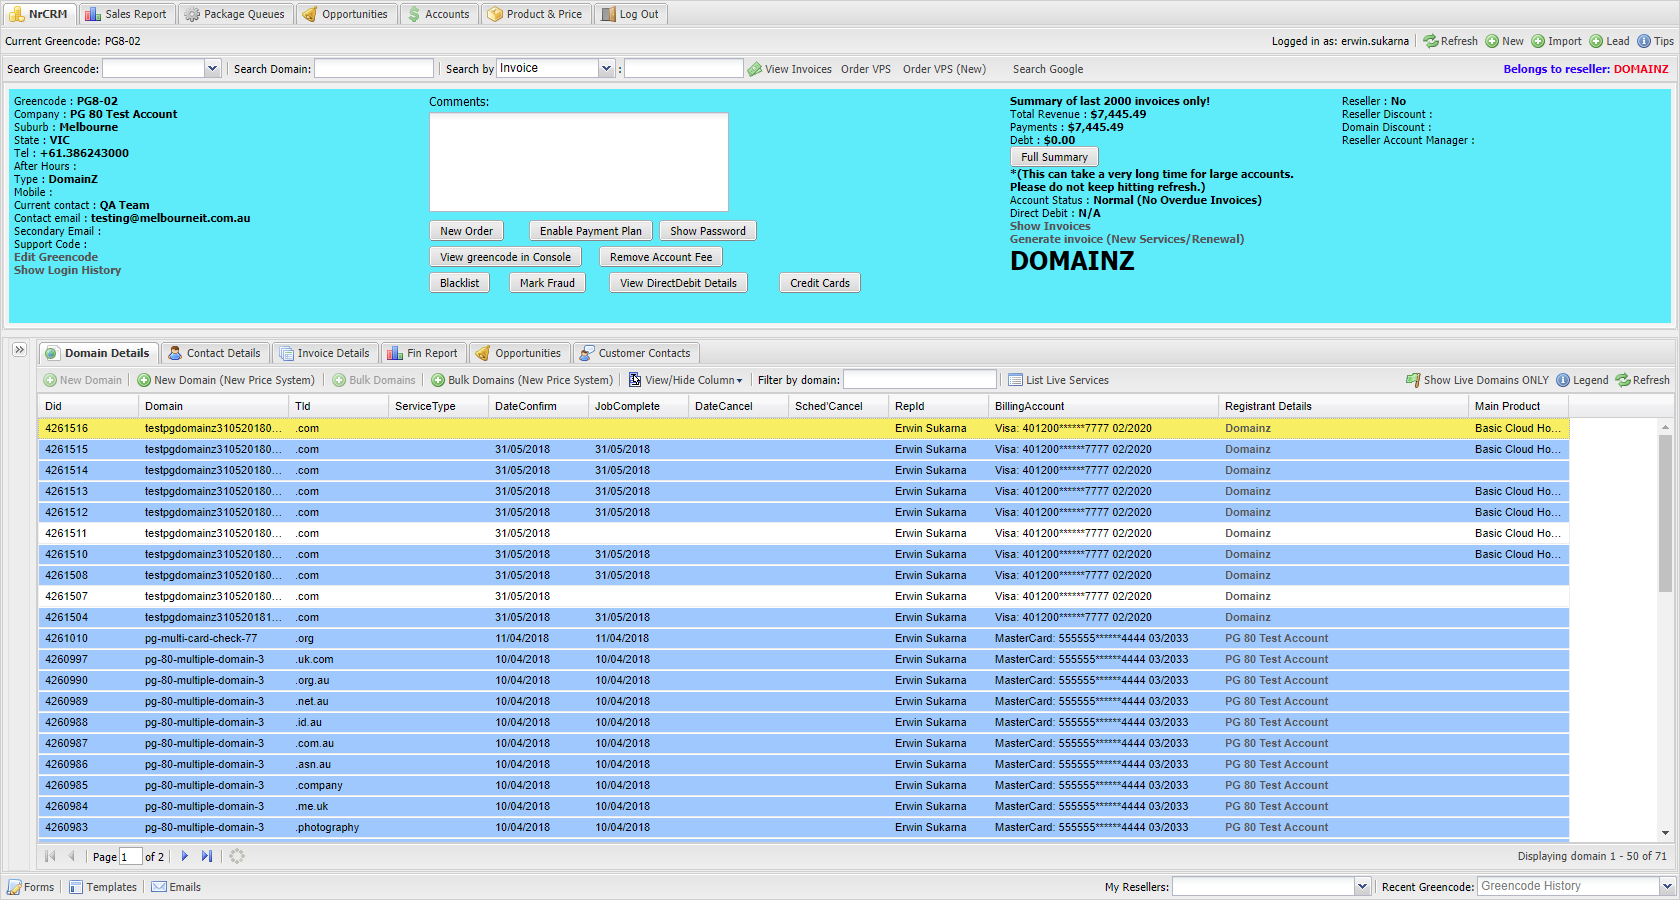 NrCRM Sales Report Package Queues Opportunities Accounts Product & Price Log Out
Current Greencode: PG8-02 Logged in as: erwin.sukarna Refresh New Import Lead Tips
Search Greencode: Search Domain: Search by Invoice : View Invoices Order VPS Order VPS (New) Search Google Belongs to reseller: DOMAINZ
Greencode : PG8-02
Company : PG 80 Test Account
Suburb : Melbourne
State : VIC
Tel : +61.386243000
After Hours :
Type : DomainZ
Mobile :
Current contact : QA Team
Contact email : testing@melbourneit.com.au
Secondary Email :
Support Code :
Edit Greencode
Show Login History
Comments:
New Order Enable Payment Plan Show Password
View greencode in Console Remove Account Fee
Blacklist Mark Fraud View DirectDebit Details Credit Cards
Summary of last 2000 invoices only!
Total Revenue : $7,445.49
Payments : $7,445.49
Debt : $0.00
Full Summary
*(This can take a very long time for large accounts.
Please do not keep hitting refresh.)
Account Status : Normal (No Overdue Invoices)
Direct Debit : N/A
Show Invoices
Generate invoice (New Services/Renewal)
DOMAINZ
Reseller : No
Reseller Discount :
Domain Discount :
Reseller Account Manager :
Domain Details Contact Details Invoice Details Fin Report Opportunities Customer Contacts
New Domain New Domain (New Price System) Bulk Domains Bulk Domains (New Price System) View/Hide Column Filter by domain: List Live Services Show Live Domains ONLY Legend Refresh
Did Domain Tld ServiceType DateConfirm JobComplete DateCancel Sched'Cancel RepId BillingAccount Registrant Details Main Product
4261516 testpgdomainz310520180... .com Erwin Sukarna Visa: 401200******7777 02/2020 Domainz Basic Cloud Ho...
4261515 testpgdomainz310520180... .com 31/05/2018 31/05/2018 Erwin Sukarna Visa: 401200******7777 02/2020 Domainz Basic Cloud Ho...
4261514 testpgdomainz310520180... .com 31/05/2018 31/05/2018 Erwin Sukarna Visa: 401200******7777 02/2020 Domainz
4261513 testpgdomainz310520180... .com 31/05/2018 31/05/2018 Erwin Sukarna Visa: 401200******7777 02/2020 Domainz Basic Cloud Ho...
4261512 testpgdomainz310520180... .com 31/05/2018 31/05/2018 Erwin Sukarna Visa: 401200******7777 02/2020 Domainz Basic Cloud Ho...
4261511 testpgdomainz310520180... .com 31/05/2018 Erwin Sukarna Visa: 401200******7777 02/2020 Domainz Basic Cloud Ho...
4261510 testpgdomainz310520180... .com 31/05/2018 31/05/2018 Erwin Sukarna Visa: 401200******7777 02/2020 Domainz Basic Cloud Ho...
4261508 testpgdomainz310520180... .com 31/05/2018 31/05/2018 Erwin Sukarna Visa: 401200******7777 02/2020 Domainz
4261507 testpgdomainz310520180... .com 31/05/2018 Erwin Sukarna Visa: 401200******7777 02/2020 Domainz
4261504 testpgdomainz310520181... .com 31/05/2018 31/05/2018 Erwin Sukarna Visa: 401200******7777 02/2020 Domainz
4261010 pg-multi-card-check-77 .org 11/04/2018 11/04/2018 Erwin Sukarna MasterCard: 555555******4444 03/2033 PG 80 Test Account
4260997 pg-80-multiple-domain-3 .uk.com 10/04/2018 10/04/2018 Erwin Sukarna MasterCard: 555555******4444 03/2033 PG 80 Test Account
4260990 pg-80-multiple-domain-3 .org.au 10/04/2018 10/04/2018 Erwin Sukarna MasterCard: 555555******4444 03/2033 PG 80 Test Account
4260989 pg-80-multiple-domain-3 .net.au 10/04/2018 10/04/2018 Erwin Sukarna MasterCard: 555555******4444 03/2033 PG 80 Test Account
4260988 pg-80-multiple-domain-3 .id.au 10/04/2018 10/04/2018 Erwin Sukarna MasterCard: 555555******4444 03/2033 PG 80 Test Account
4260987 pg-80-multiple-domain-3 .com.au 10/04/2018 10/04/2018 Erwin Sukarna MasterCard: 555555******4444 03/2033 PG 80 Test Account
4260986 pg-80-multiple-domain-3 .asn.au 10/04/2018 10/04/2018 Erwin Sukarna MasterCard: 555555******4444 03/2033 PG 80 Test Account
4260985 pg-80-multiple-domain-3 .company 10/04/2018 10/04/2018 Erwin Sukarna MasterCard: 555555******4444 03/2033 PG 80 Test Account
4260984 pg-80-multiple-domain-3 .me.uk 10/04/2018 10/04/2018 Erwin Sukarna MasterCard: 555555******4444 03/2033 PG 80 Test Account
4260983 pg-80-multiple-domain-3 .photography 10/04/2018 10/04/2018 Erwin Sukarna MasterCard: 555555******4444 03/2033 PG 80 Test Account
Page 1 of 2 Displaying domain 1 - 50 of 71
Forms Templates Emails My Resellers: Recent Greencode: Greencode History